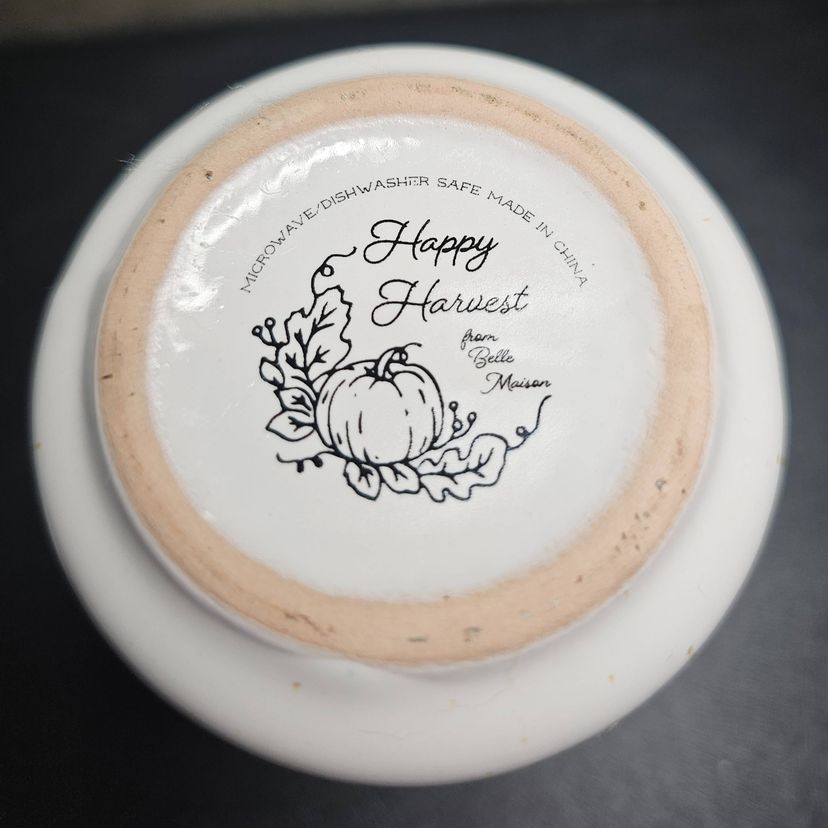 MICROWAVE/DISHWASHER SAFE MADE IN CHINA
Happy
Harvest
from
Belle
Maison